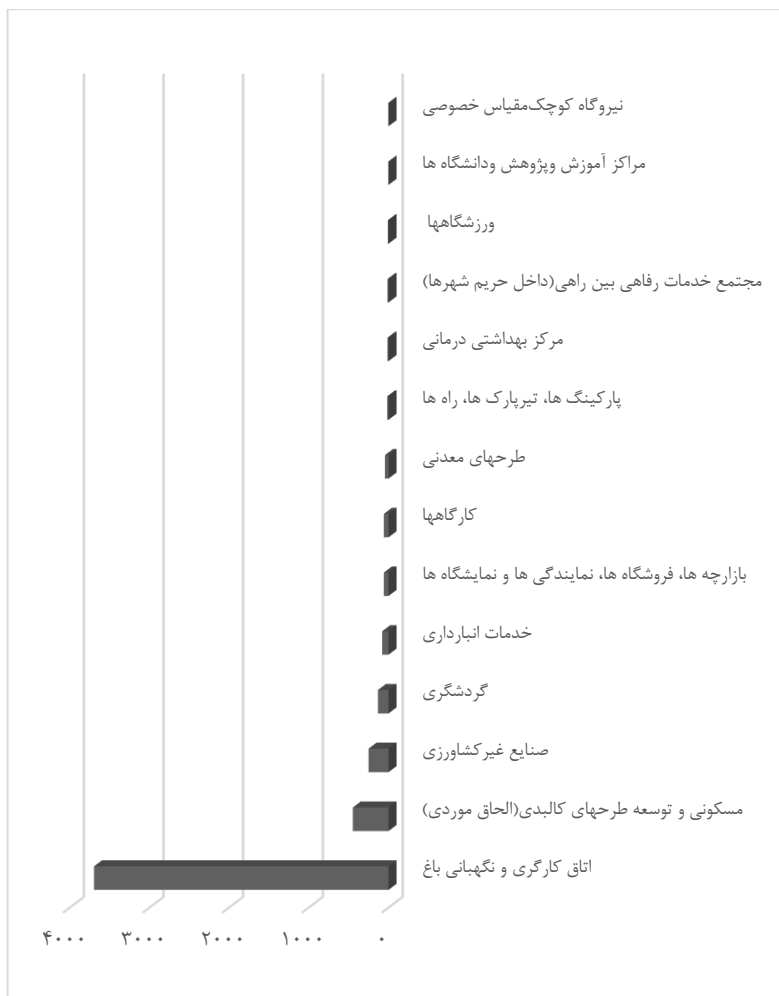 نیروگاه کوچک‌مقیاس خصوصی
مراکز آموزش وپژوهش ودانشگاه ها
ورزشگاهها
مجتمع خدمات رفاهی بین راهی(داخل حریم شهرها)
مرکز بهداشتی درمانی
پارکینگ ها، تیرپارک ها، راه ها
طرحهای معدنی
کارگاهها
بازارچه ها، فروشگاه ها، نمایندگی ها و نمایشگاه ها
خدمات انبارداری
گردشگری
صنایع غیرکشاورزی
مسکونی و توسعه طرحهای کالبدی(الحاق موردی)
اتاق کارگری و نگهبانی باغ
۴۰۰۰ ۳۰۰۰ ۲۰۰۰ ۱۰۰۰ ۰